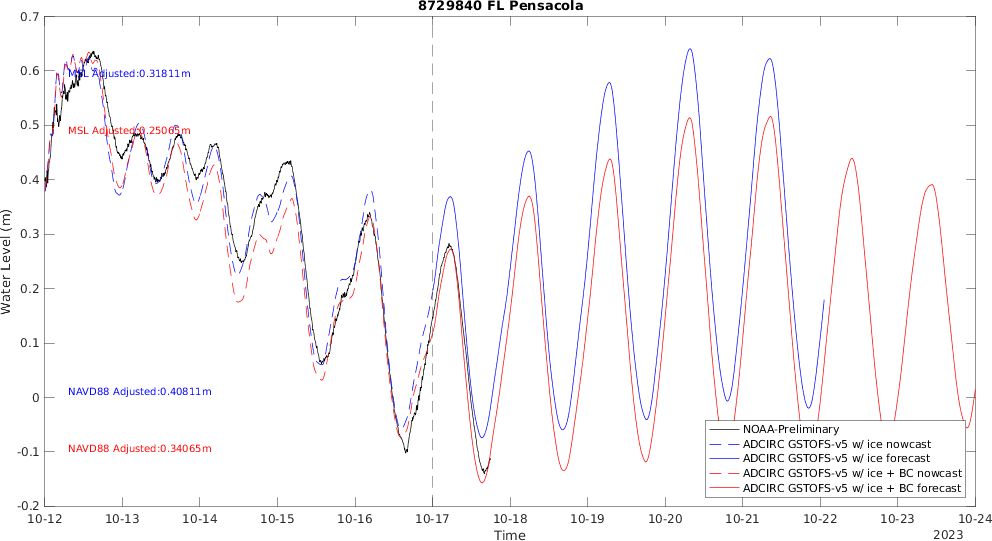 8729840 FL Pensacola
0.7
0.6
0.5
0.4
0.3
0.2
0.1
0
-0.1
-0.2
Water Level (m)
MSL Adjusted:0.31811m
MSL Adjusted:0.25065m
NAVD88 Adjusted:0.40811m
NAVD88 Adjusted:0.34065m
NOAA-Preliminary
ADCIRC GSTOFS-v5 w/ ice nowcast
ADCIRC GSTOFS-v5 w/ ice forecast
ADCIRC GSTOFS-v5 w/ ice + BC nowcast
ADCIRC GSTOFS-v5 w/ ice + BC forecast
10-12 10-13 10-14 10-15 10-16 10-17 10-18 10-19 10-20 10-21 10-22 10-23 10-24
Time
2023